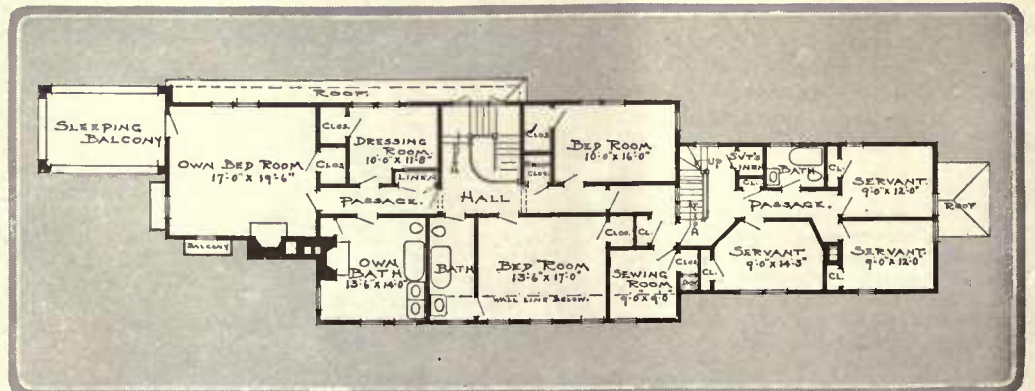 ROOF.
SLEEPING
BALCONY
OWN BED ROOM
17'-0" X 19'-6"
CLOS.
CLOS.
DRESSING
ROOM.
10'-0" X 11'-0"
LINEN
PASSAGE.
HALL
CLOS.
CLOS.
BED ROOM
10'-0" X 16'-0"
BALCONY
OWN
BATH
13'-6" X 14'-0"
BATH
BED ROOM
13'-6" X 17'-0"
WALL LINE BELOW.
CLOS.
CL.
SEWING
ROOM
9'-0" X 9'-0"
CLOS.
UP
SVT'S
LINEN
CL.
BATH
CL.
PASSAGE.
SERVANT.
9'-0" X 12'-0"
ROOF
SERVANT
9'-0" X 14'-3"
CL.
SERVANT.
9'-0" X 12'-0"
CL.